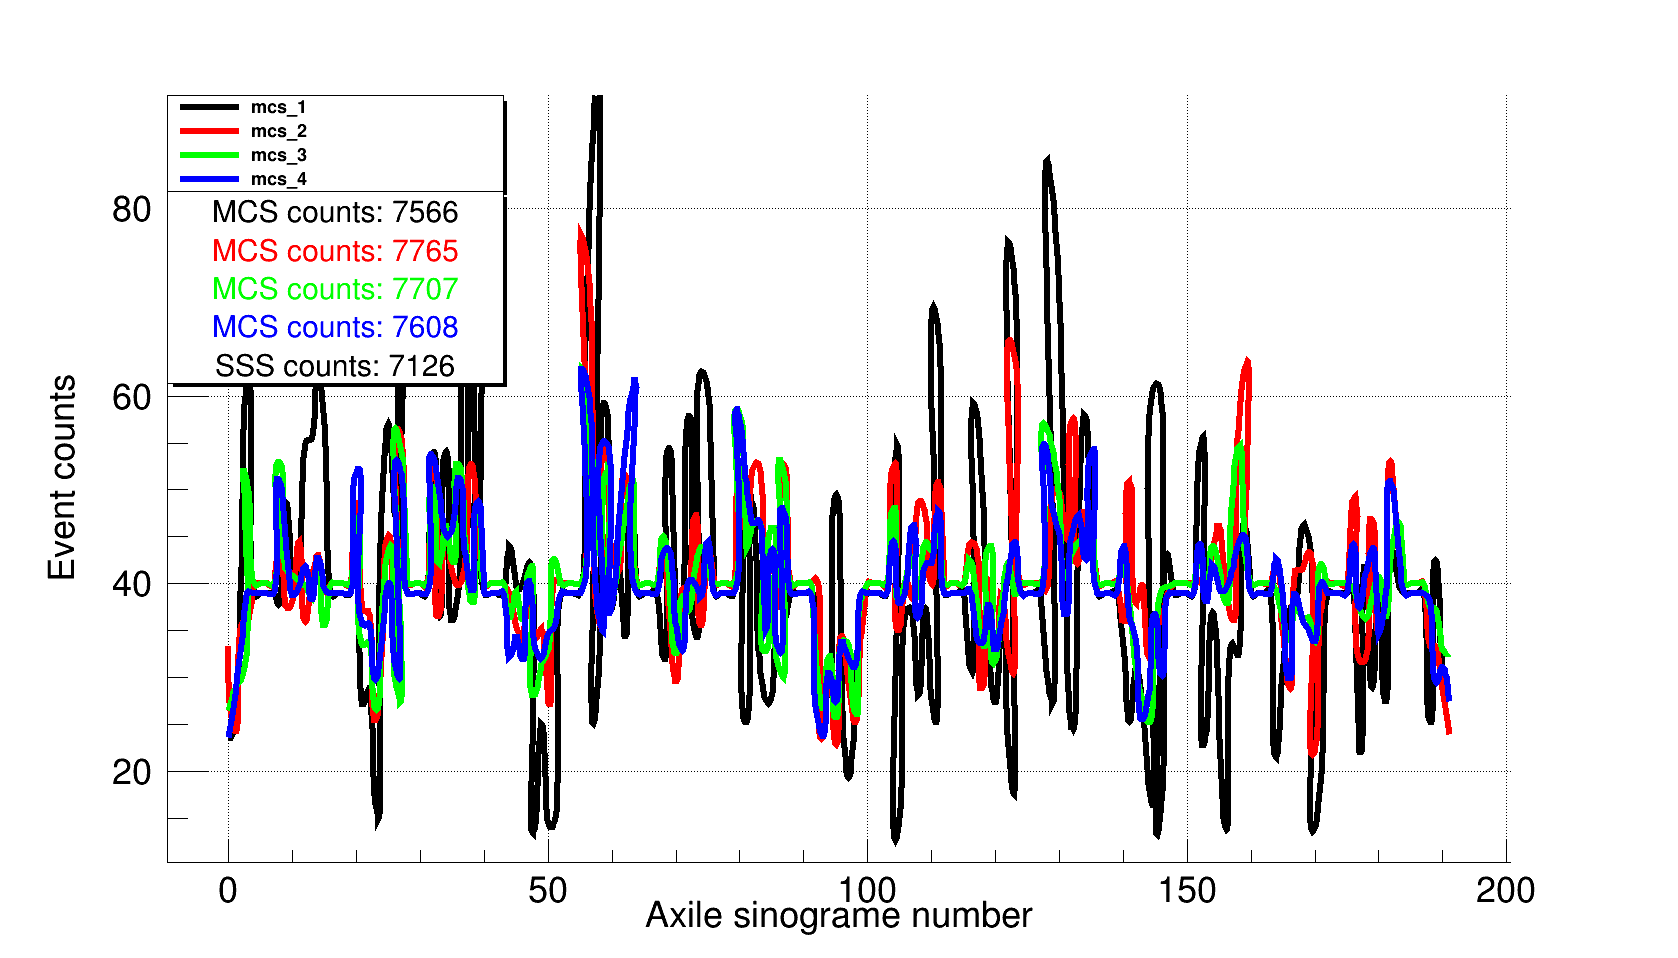 mcs_1
mcs_2
mcs_3
mcs_4
MCS counts: 7566
MCS counts: 7765
MCS counts: 7707
MCS counts: 7608
SSS counts: 7126
Event counts
80
60
40
20
0 50 100 150 200
Axile sinograme number